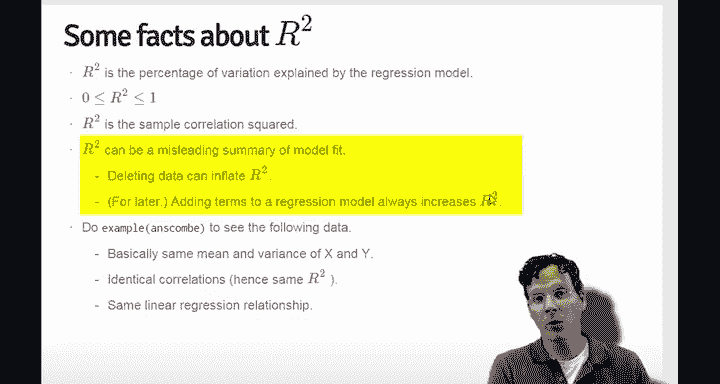 Some facts about R²
· R² is the percentage of variation explained by the regression model.
· 0 ≤ R² ≤ 1
· R² is the sample correlation squared.
· R² can be a misleading summary of model fit.
- Deleting data can inflate R².
- (For later.) Adding terms to a regression model always increases R².
· Do example(anscombe) to see the following data.
- Basically same mean and variance of X and Y.
- Identical correlations (hence same R² ).
- Same linear regression relationship.